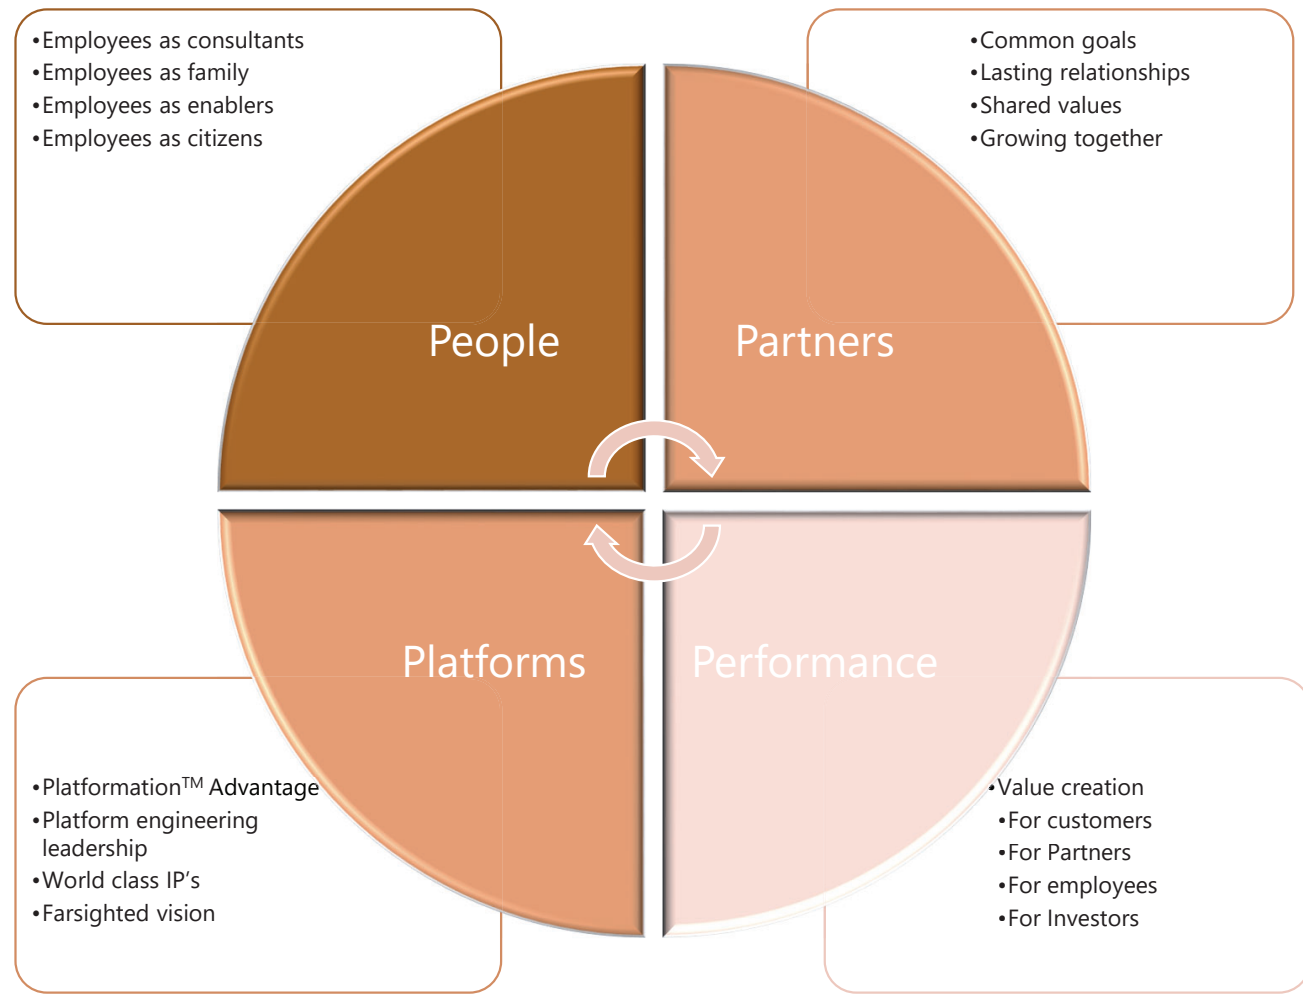 •Employees as consultants
•Employees as family
•Employees as enablers
•Employees as citizens
•Common goals
•Lasting relationships
•Shared values
•Growing together
People
Partners
Platforms
Performance
•Platformation™ Advantage
•Platform engineering
leadership
•World class IP’s
•Farsighted vision
•Value creation
•For customers
•For Partners
•For employees
•For Investors